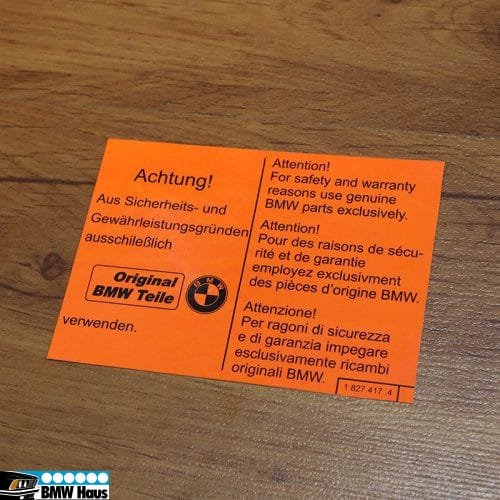 Achtung!
Aus Sicherheits- und
Gewährleistungsgründen
ausschileßlich
Original
BMW Teile
BMW
verwenden.
Attention!
For safety and warranty
reasons use genuine
BMW parts exclusively.
Attention!
Pour des raisons de sécu-
rité et de garantie
employez exclusivment
des pièces d'origine BMW.
Attenzione!
Per ragoni di sicurezza
e di garanzia impegare
esclusivamente ricambi
originali BMW.
1 827 417 .4
BMW Haus